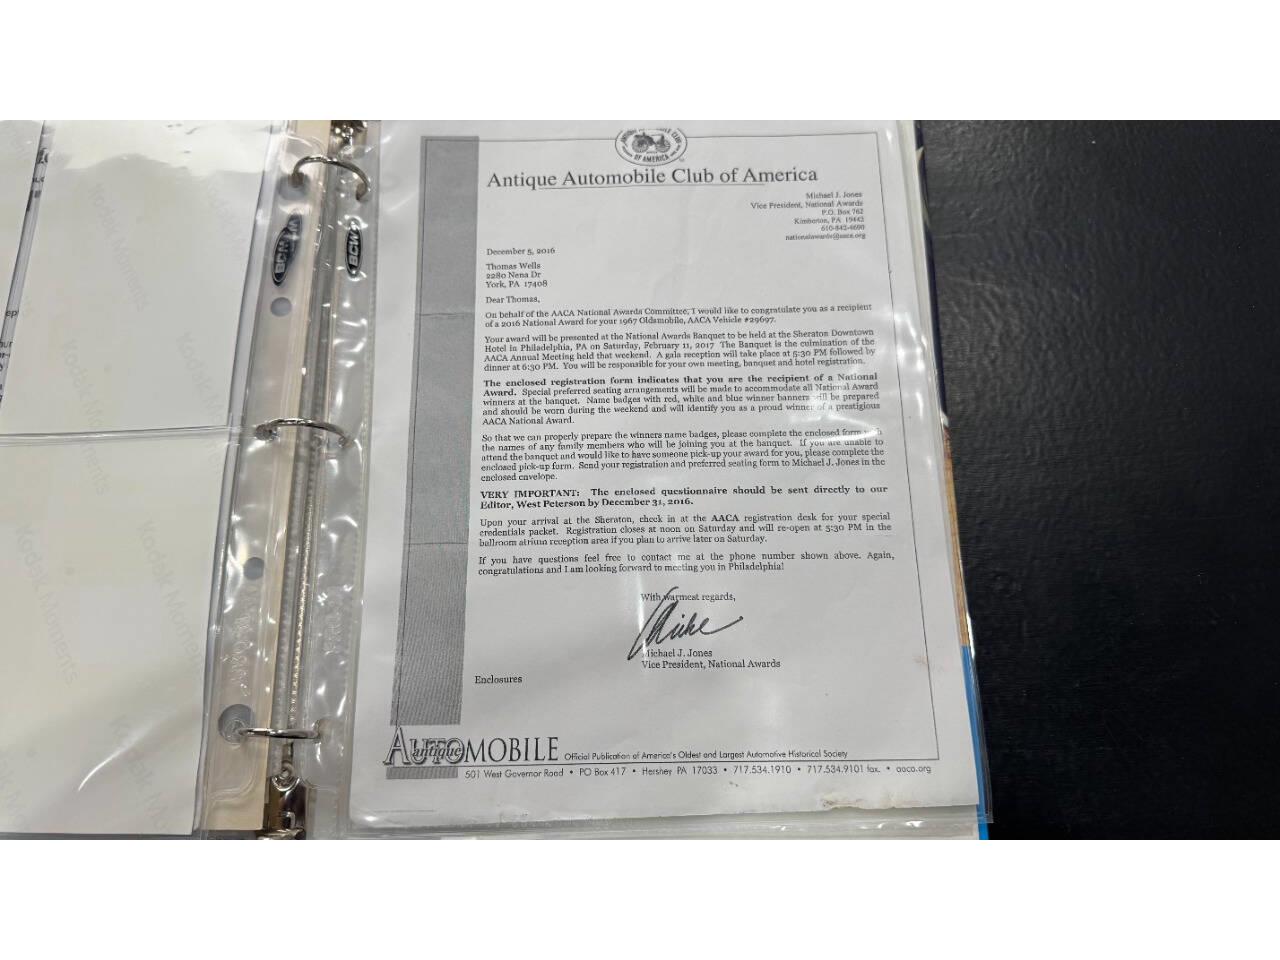 OF AMERICA
Antique Automobile Club of America
Michael J. Jones
Vice President, National Awards
P.O. Box 762
Kimberton, PA 19442
610-842-4690
nationalawards@aaca.org
December 5, 2016
Thomas Wells
2280 Nena Dr
York, PA 17408
Dear Thomas,
On behalf of the AACA National Awards Committee, I would like to congratulate you as a recipient
of a 2016 National Award for your 1967 Oldsmobile, AACA Vehicle #29697.
Your award will be presented at the National Awards Banquet to be held at the Sheraton Downtown
Hotel in Philadelphia, PA on Saturday, February 11, 2017 The Banquet is the culmination of the
AACA Annual Meeting held that weekend. A gala reception will take place at 5:30 PM followed by
dinner at 6:30 PM. You will be responsible for your own meeting, banquet and hotel registration.
The enclosed registration form indicates that you are the recipient of a National
Award. Special preferred seating arrangements will be made to accommodate all National Award
winners at the banquet. Name badges with red, white and blue winner banners will be prepared
and should be worn during the weekend and will identify you as a proud winner of a prestigious
AACA National Award.
So that we can properly prepare the winners name badges, please complete the enclosed form with
the names of any family members who will be joining you at the banquet. If you are unable to
attend the banquet and would like to have someone pick-up your award for you, please complete the
enclosed pick-up form. Send your registration and preferred seating form to Michael J. Jones in the
enclosed envelope.
VERY IMPORTANT: The enclosed questionnaire should be sent directly to our
Editor, West Peterson by December 31, 2016.
Upon your arrival at the Sheraton, check in at the AACA registration desk for your special
credentials packet. Registration closes at noon on Saturday and will re-open at 5:30 PM in the
ballroom atrium reception area if you plan to arrive later on Saturday.
If you have questions feel free to contact me at the phone number shown above. Again,
congratulations and I am looking forward to meeting you in Philadelphia!
With warmest regards,
Mike
Michael J. Jones
Vice President, National Awards
Enclosures
antique AUTOMOBILE Official Publication of America's Oldest and Largest Automotive Historical Society
501 West Governor Road • PO Box 417 • Hershey PA 17033 • 717.534.1910 • 717.534.9101 fax. • aaca.org
BCW
BCW
Kodak Moments